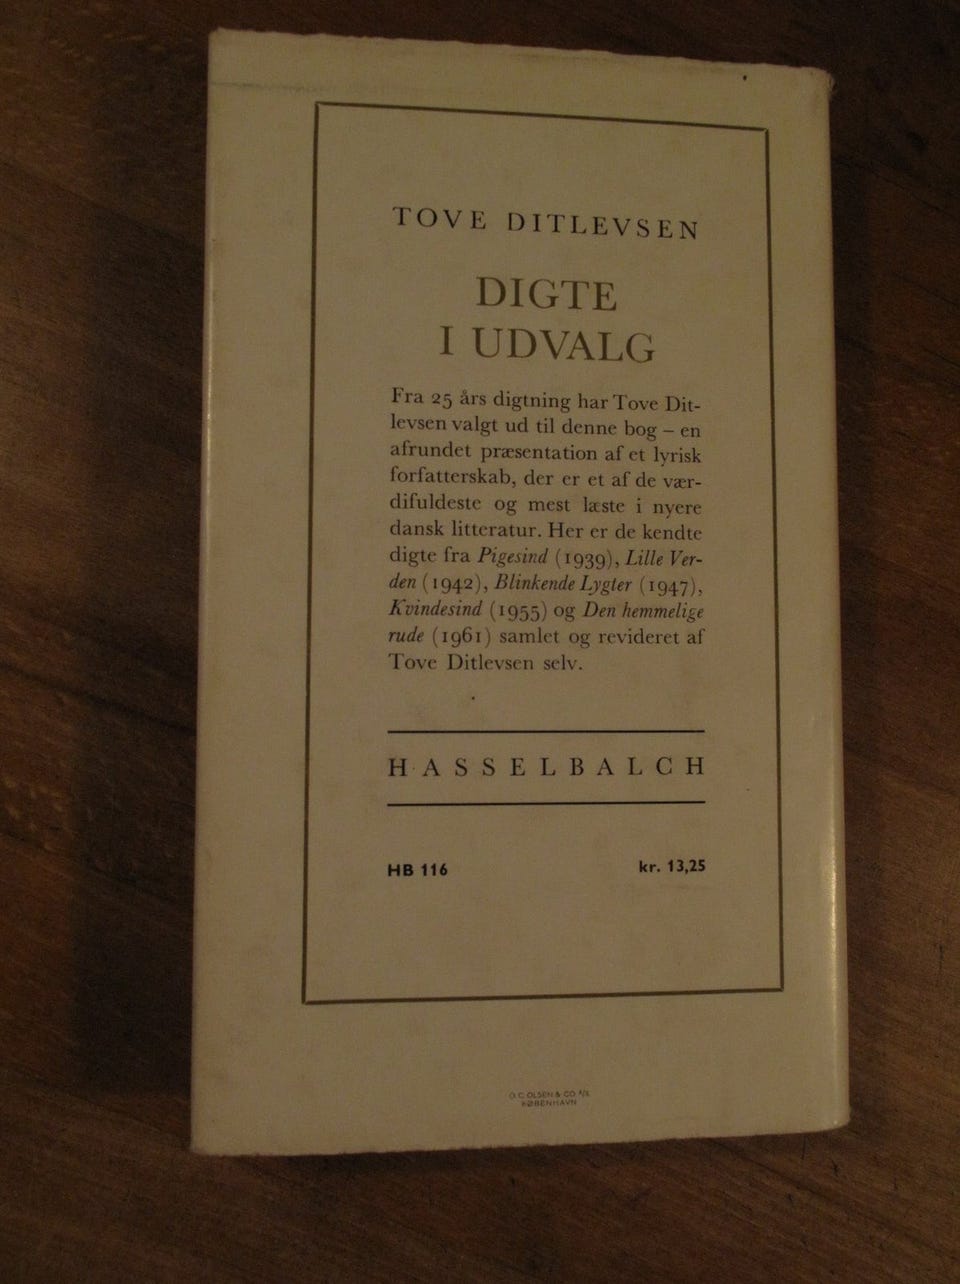 TOVE DITLEVSEN
DIGTE
I UDVALG
Fra 25 års digtning har Tove Dit-
levsen valgt ud til denne bog – en
afrundet præsentation af et lyrisk
forfatterskab, der er et af de vær-
difuldeste og mest læste i nyere
dansk litteratur. Her er de kendte
digte fra Pigesind (1939), Lille Ver-
den (1942), Blinkende Lygter (1947),
Kvindesind (1955) og Den hemmelige
rude (1961) samlet og revideret af
Tove Ditlevsen selv.
HASSELBALCH
HB 116 kr. 13,25
O. C. OLSEN & CO. A/S
KØBENHAVN